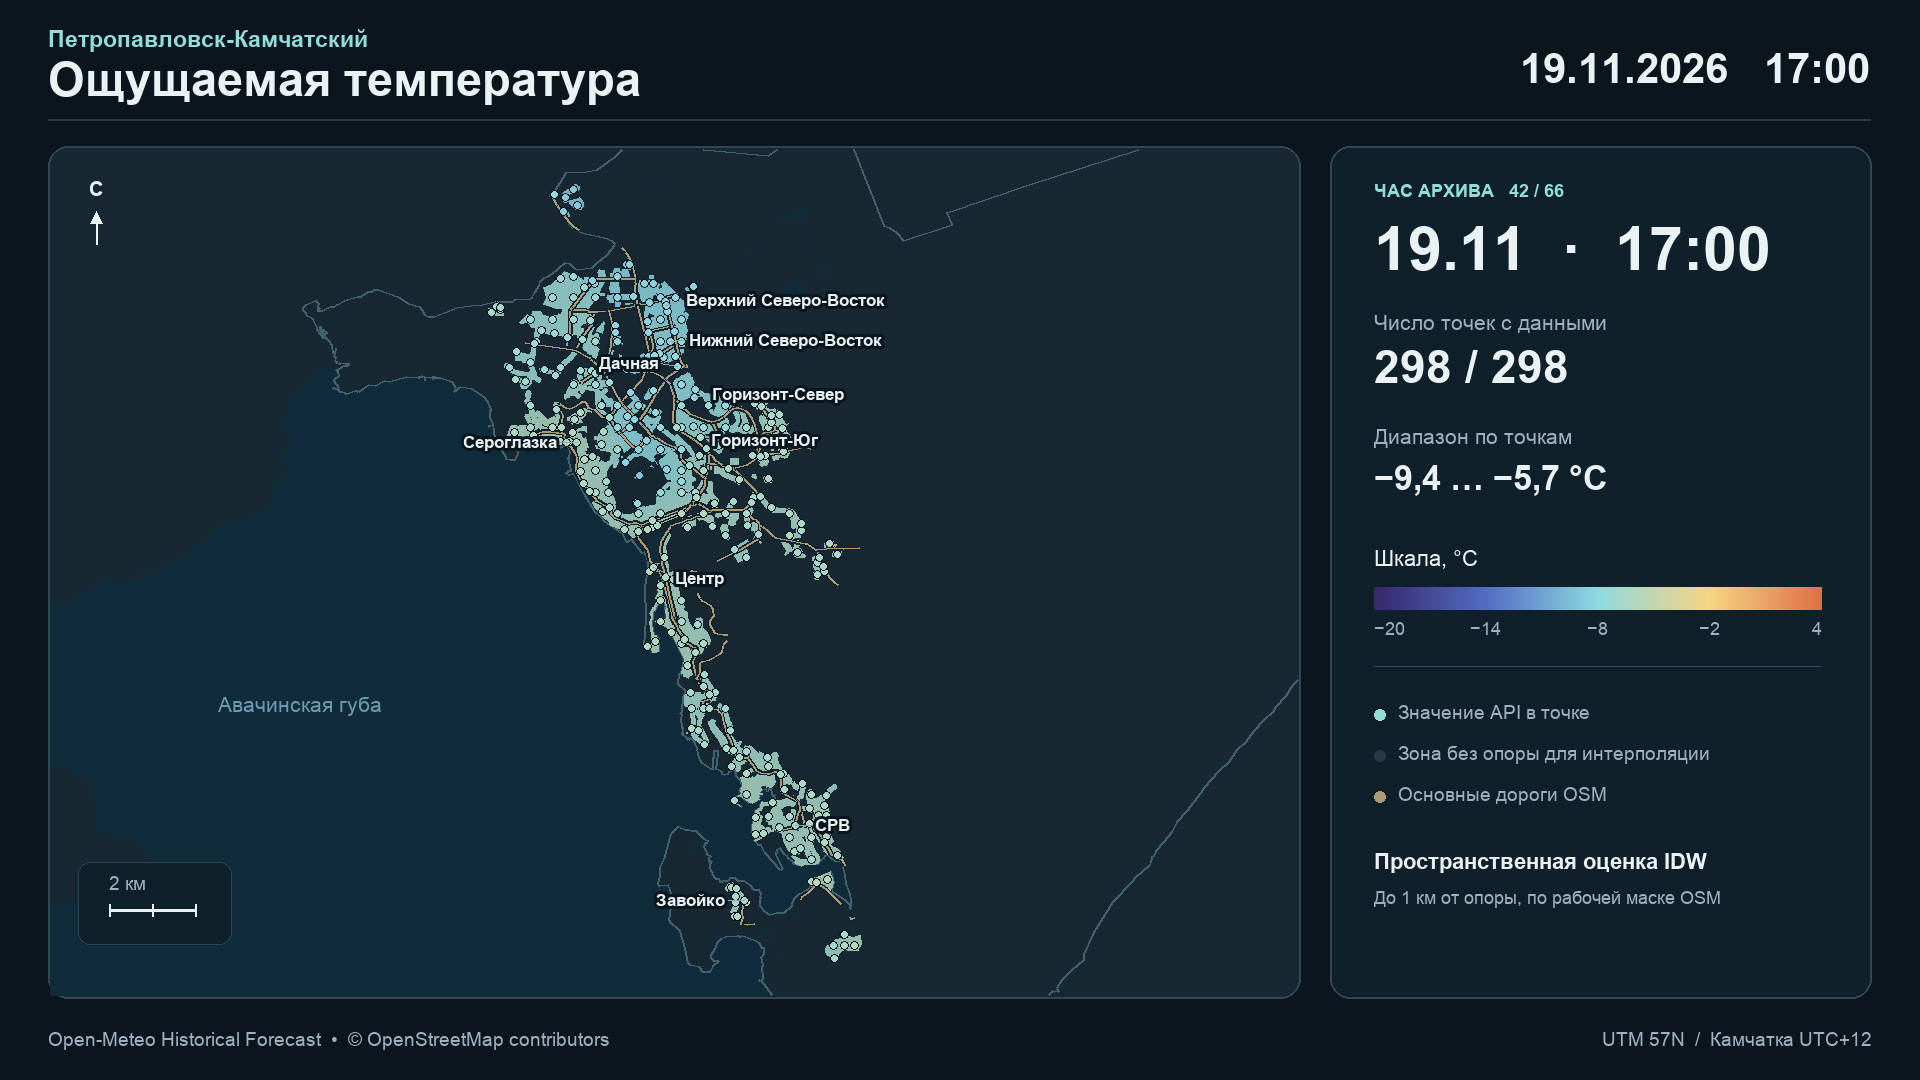 Петропавловск-Камчатский
Ощущаемая температура
19.11.2026 17:00
С
Верхний Северо-Восток
Нижний Северо-Восток
Дачная
Горизонт-Север
Сероглазка
Горизонт-Юг
Центр
Авачинская губа
СРВ
Завойко
2 км
ЧАС АРХИВА 42 / 66
19.11 · 17:00
Число точек с данными
298 / 298
Диапазон по точкам
−9,4 … −5,7 °C
Шкала, °C
−20 −14 −8 −2 4
Значение API в точке
Зона без опоры для интерполяции
Основные дороги OSM
Пространственная оценка IDW
До 1 км от опоры, по рабочей маске OSM
Open-Meteo Historical Forecast • © OpenStreetMap contributors
UTM 57N / Камчатка UTC+12